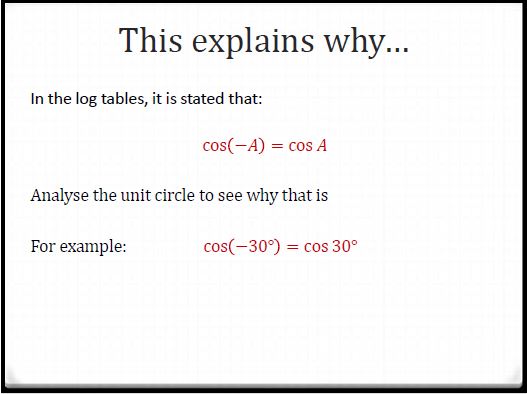 This explains why...
In the log tables, it is stated that:
cos(−A) = cos A
Analyse the unit circle to see why that is
For example: cos(−30°) = cos 30°